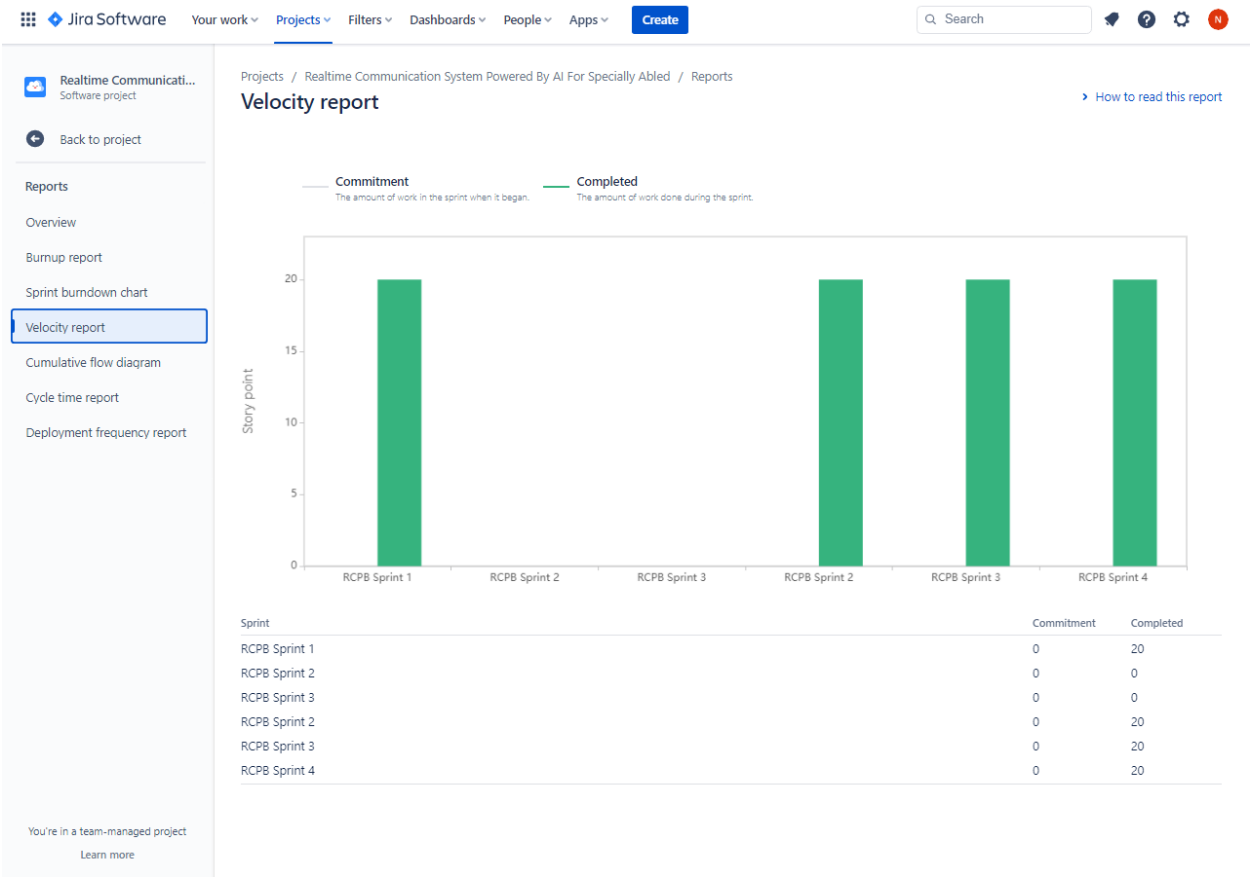 Jira Software Your work Projects Filters Dashboards People Apps Create Search N
Realtime Communicati...
Software project
Back to project
Reports
Overview
Burnup report
Sprint burndown chart
Velocity report
Cumulative flow diagram
Cycle time report
Deployment frequency report
You're in a team-managed project
Learn more
Projects / Realtime Communication System Powered By AI For Specially Abled / Reports
Velocity report
How to read this report
Commitment
The amount of work in the sprint when it began.
Completed
The amount of work done during the sprint.
Story point
20
15
10
5
0
RCPB Sprint 1 RCPB Sprint 2 RCPB Sprint 3 RCPB Sprint 2 RCPB Sprint 3 RCPB Sprint 4
Sprint Commitment Completed
RCPB Sprint 1 0 20
RCPB Sprint 2 0 0
RCPB Sprint 3 0 0
RCPB Sprint 2 0 20
RCPB Sprint 3 0 20
RCPB Sprint 4 0 20